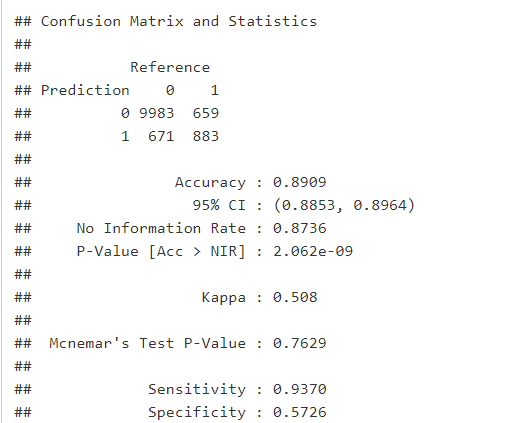 ## Confusion Matrix and Statistics
##
##           Reference
## Prediction    0    1
##          0 9983  659
##          1  671  883
##
##                Accuracy : 0.8909
##                  95% CI : (0.8853, 0.8964)
##     No Information Rate : 0.8736
##     P-Value [Acc > NIR] : 2.062e-09
##
##                   Kappa : 0.508
##
##  Mcnemar's Test P-Value : 0.7629
##
##             Sensitivity : 0.9370
##             Specificity : 0.5726